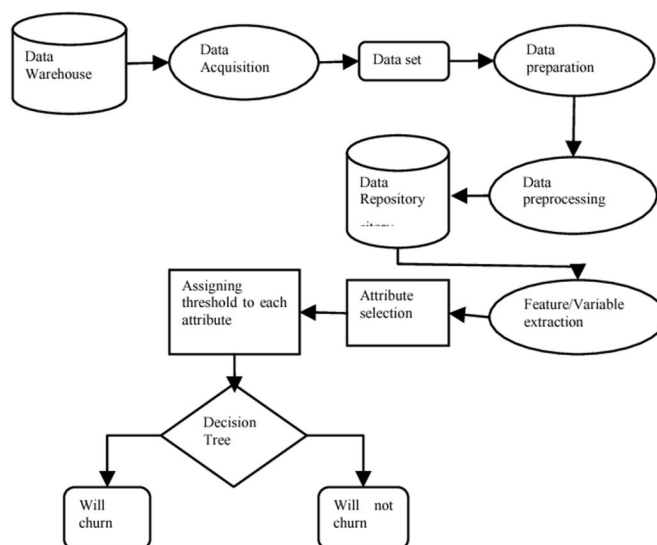 Data
Warehouse
Data
Acquisition
Data set
Data
preparation
Data
Repository
Data
preprocessing
Assigning
threshold to each
attribute
Attribute
selection
Feature/Variable
extraction
Decision
Tree
Will
churn
Will not
churn